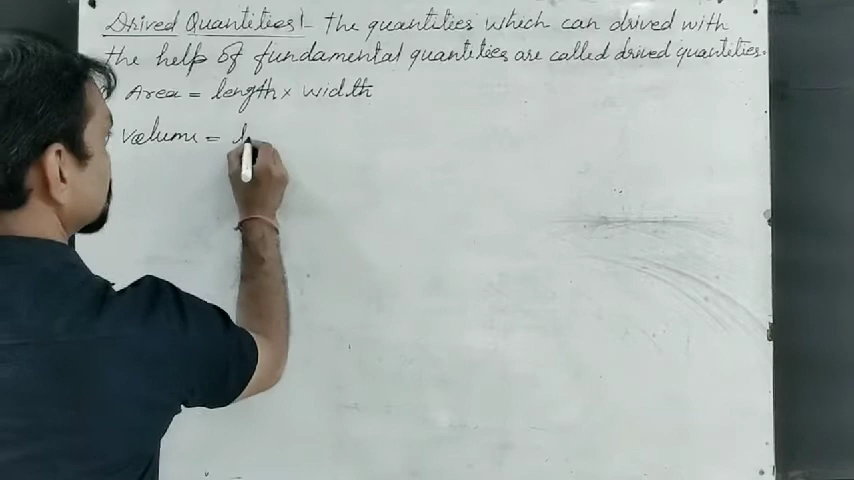 Drived Quantities!- The quantities which can drived with
the help of fundamental quantities are called drived quantities.
Area = length × width
Volume = l